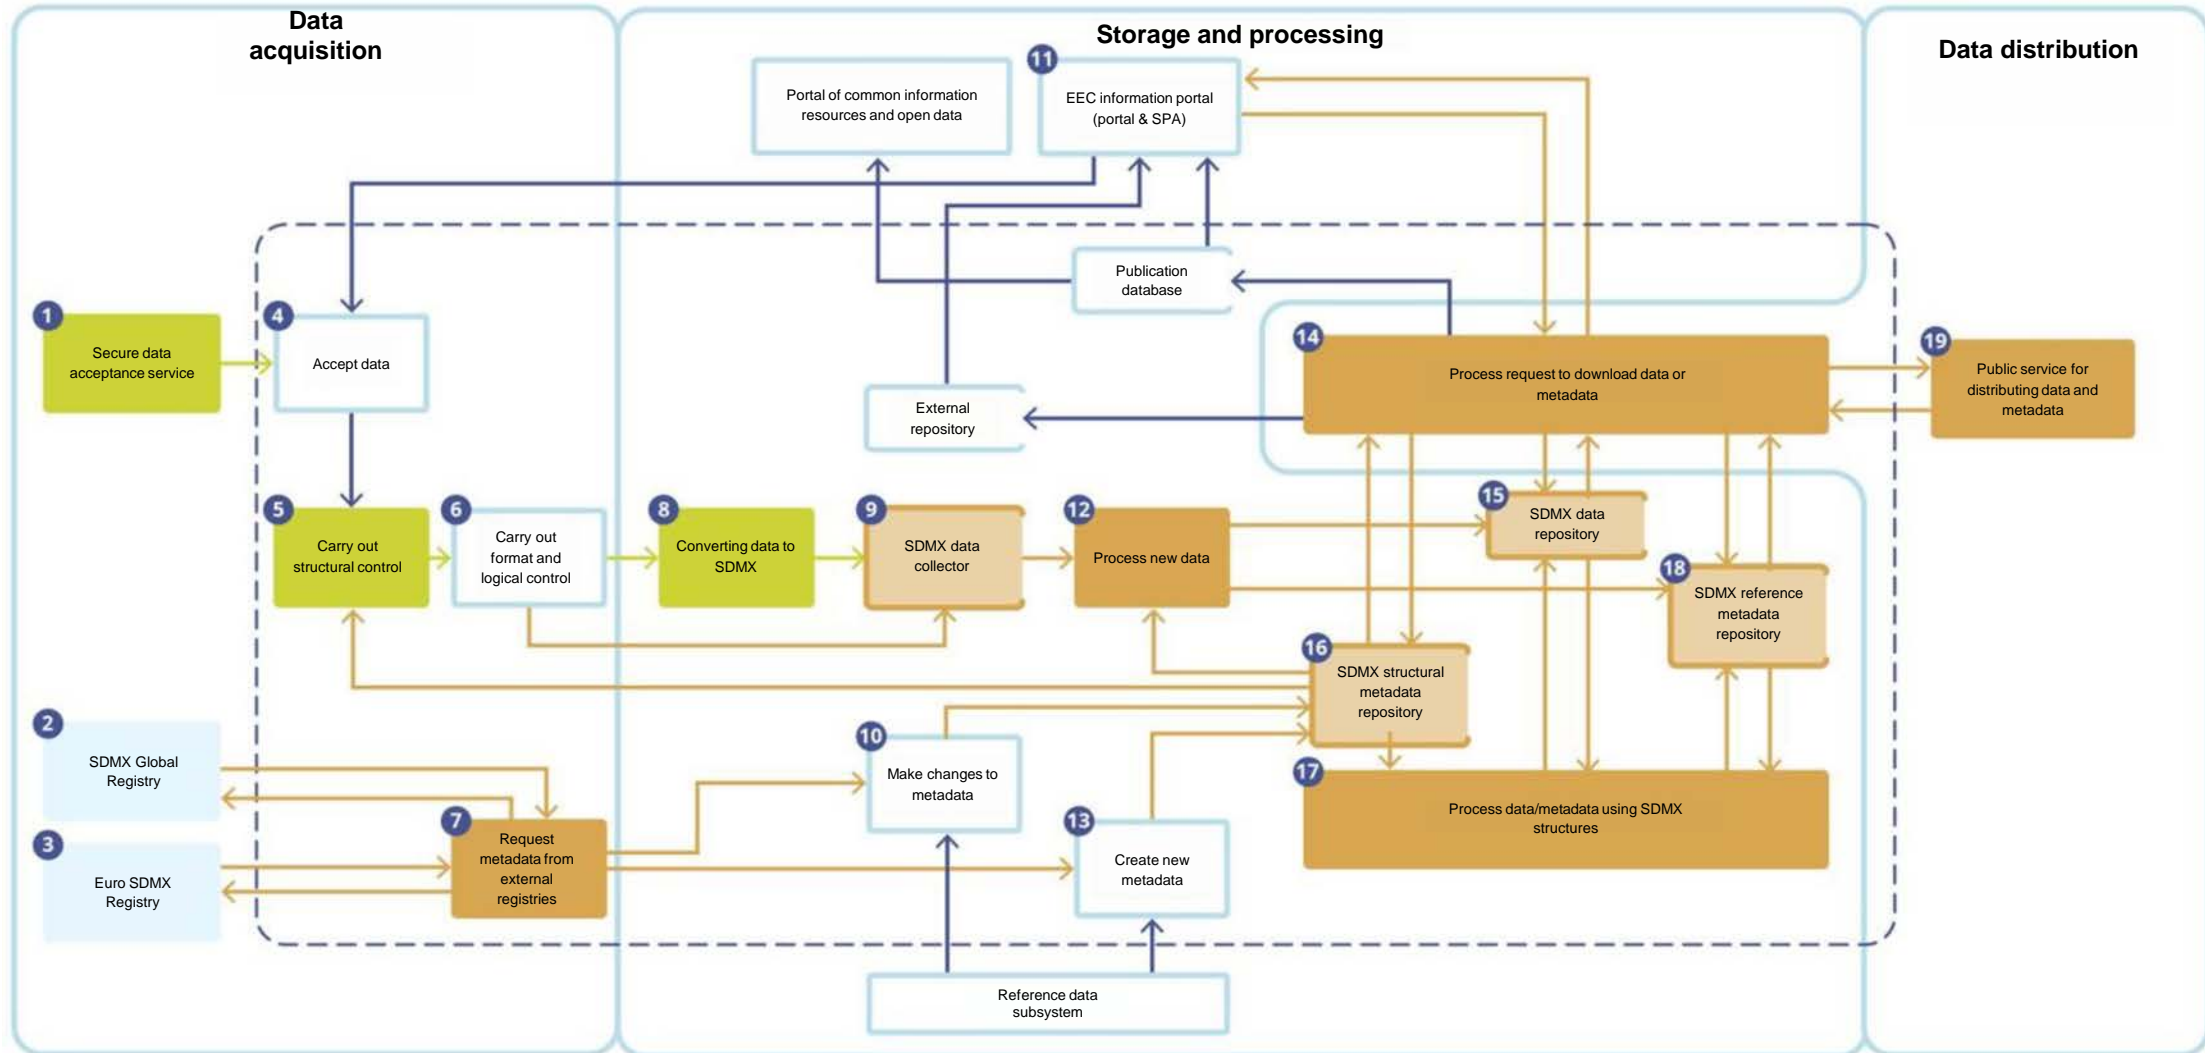 Data
acquisition
Storage and processing
Data distribution
11
Portal of common information
resources and open data
EEC information portal
(portal & SPA)
Publication
database
1
Secure data
acceptance service
4
Accept data
14
Process request to download data or
metadata
19
Public service for
distributing data and
metadata
External
repository
5
Carry out
structural control
6
Carry out
format and
logical control
8
Converting data to
SDMX
9
SDMX data
collector
12
Process new data
15
SDMX data
repository
18
SDMX reference
metadata
repository
16
SDMX structural
metadata
repository
2
SDMX Global
Registry
10
Make changes to
metadata
17
Process data/metadata using SDMX
structures
3
Euro SDMX
Registry
7
Request
metadata from
external
registries
13
Create new
metadata
Reference data
subsystem